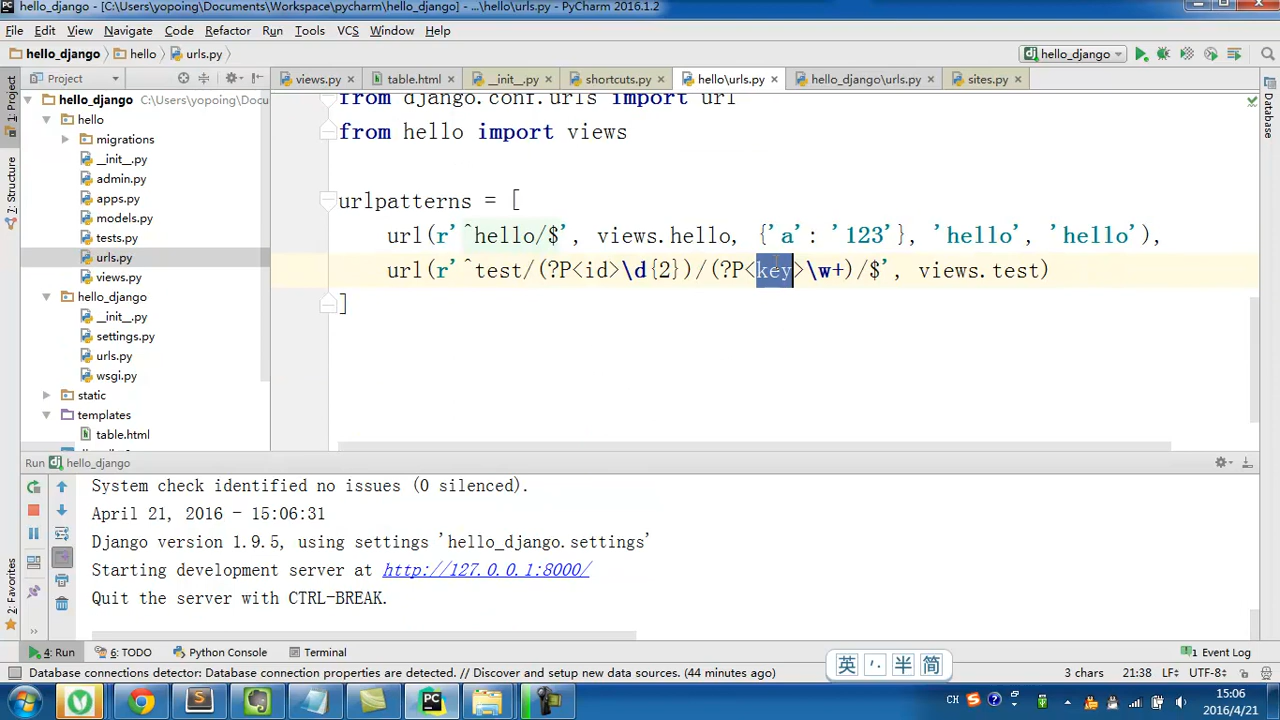 hello_django - [C:\Users\yopoing\Documents\Workspace\pycharm\hello_django] - ...\hello\urls.py - PyCharm 2016.1.2
File Edit View Navigate Code Refactor Run Tools VCS Window Help
hello_django hello urls.py hello_django
Project views.py table.html __init__.py shortcuts.py hello\urls.py hello_django\urls.py sites.py
1: Project
7: Structure
2: Favorites
Database
hello_django C:\Users\yopoing\Docu
hello
migrations
__init__.py
admin.py
apps.py
models.py
tests.py
urls.py
views.py
hello_django
__init__.py
settings.py
urls.py
wsgi.py
static
templates
table.html
from django.conf.urls import url
from hello import views
urlpatterns = [
url(r'^hello/$', views.hello, {'a': '123'}, 'hello', 'hello'),
url(r'^test/(?P<id>\d{2})/(?P<key>\w+)/$', views.test)
]
Run hello_django
System check identified no issues (0 silenced).
April 21, 2016 - 15:06:31
Django version 1.9.5, using settings 'hello_django.settings'
Starting development server at http://127.0.0.1:8000/
Quit the server with CTRL-BREAK.
4: Run 6: TODO Python Console Terminal 1 Event Log
Database connections detector: Database connection properties are detected. // Discover and setup new data sources. (44 minutes ago) 3 chars 21:38 LF÷ UTF-8÷
英 半 简
CH 15:06
2016/4/21